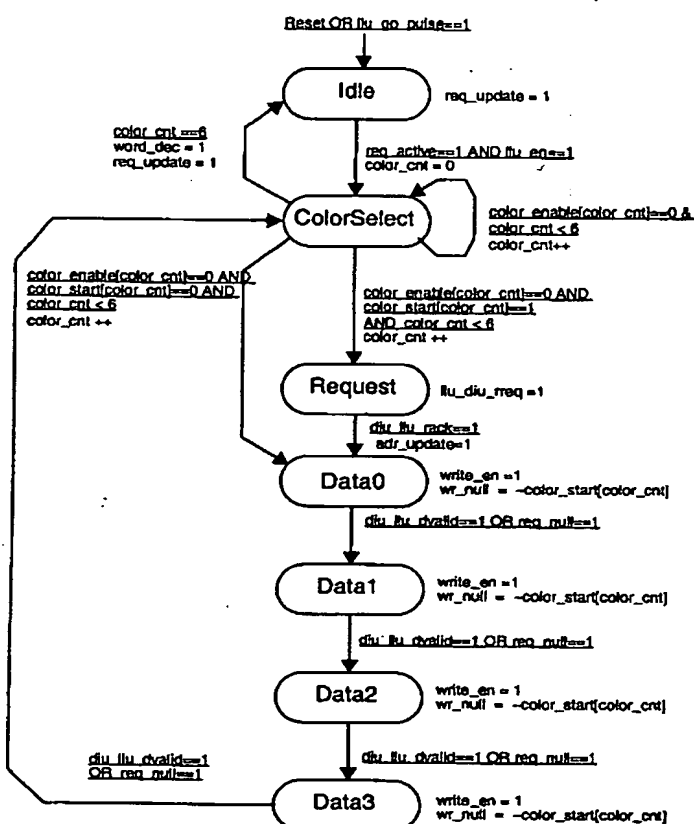 Reset OR llu_go_pulse==1
Idle
req_update = 1
color_cnt ==6
word_dec = 1
req_update = 1
req_active==1 AND llu_en==1
color_cnt = 0
ColorSelect
color_enable[color_cnt]==0 &
color_cnt < 6
color_cnt++
color_enable[color_cnt]==0 AND
color_start[color_cnt]==0 AND
color_cnt < 6
color_cnt ++
color_enable[color_cnt]==0 AND
color_start[color_cnt]==1
AND color_cnt < 6
color_cnt ++
Request
llu_diu_rreq =1
diu_llu_rack==1
adr_update=1
Data0
write_en =1
wr_null = ~color_start[color_cnt]
diu_llu_dvalid==1 OR req_null==1
Data1
write_en =1
wr_null = ~color_start[color_cnt]
diu_llu_dvalid==1 OR req_null==1
Data2
write_en = 1
wr_null = ~color_start[color_cnt]
diu_llu_dvalid==1
OR req_null==1
diu_llu_dvalid==1 OR req_null==1
Data3
write_en = 1
wr_null = ~color_start[color_cnt]